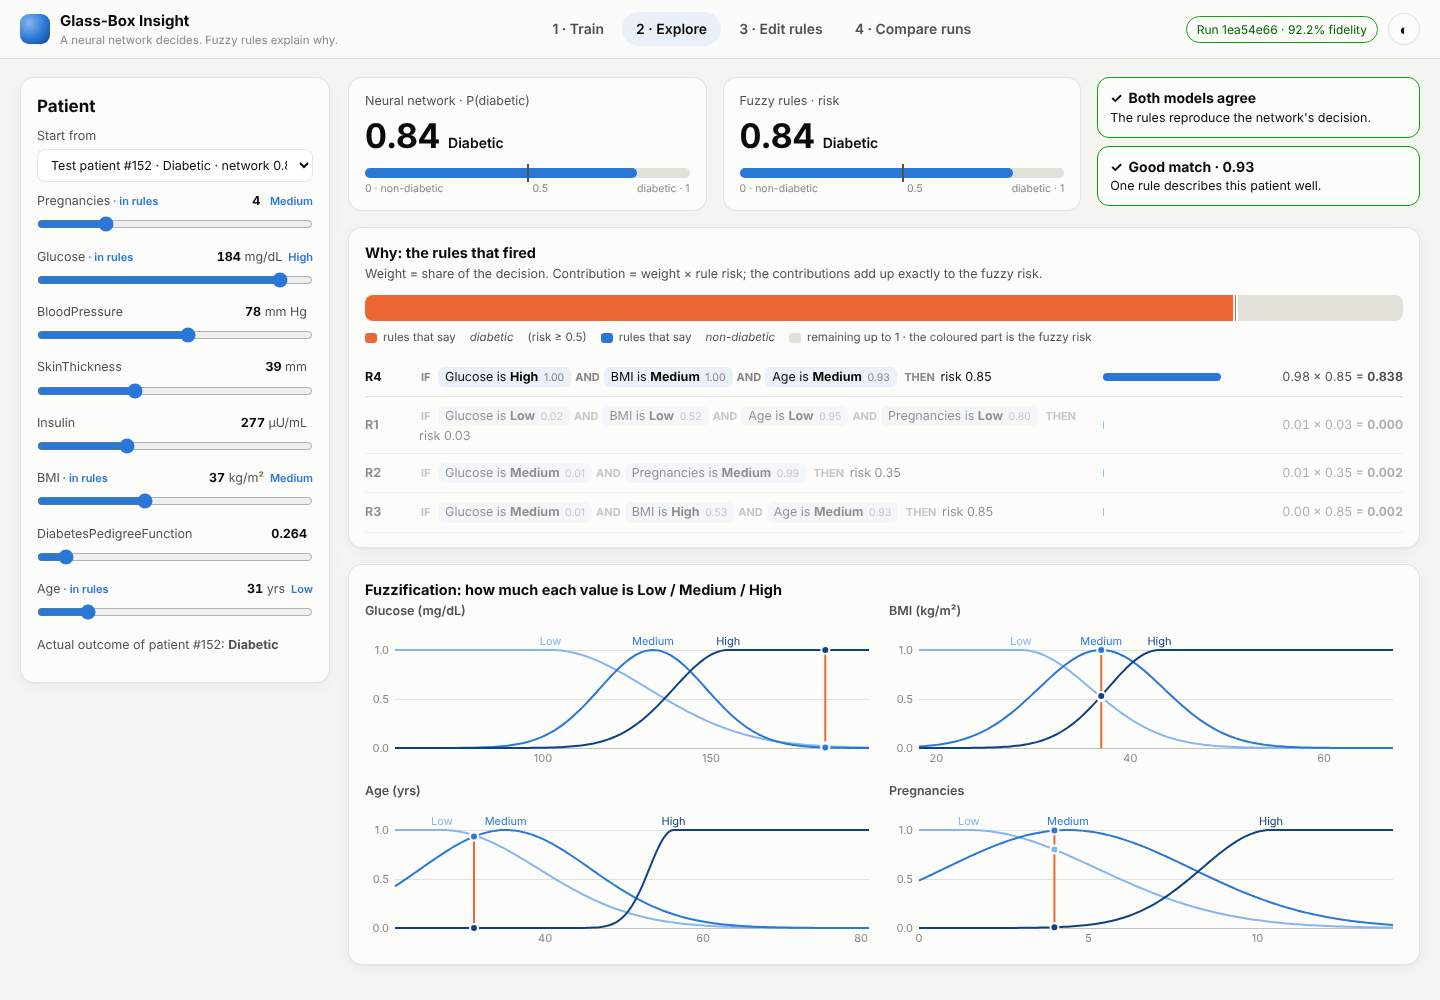 Glass-Box Insight
A neural network decides. Fuzzy rules explain why.
1 · Train
2 · Explore
3 · Edit rules
4 · Compare runs
Run 1ea54e66 · 92.2% fidelity
Patient
Start from
Test patient #152 · Diabetic · network 0.8
Pregnancies · in rules 4 Medium
Glucose · in rules 184 mg/dL High
BloodPressure 78 mm Hg
SkinThickness 39 mm
Insulin 277 µU/mL
BMI · in rules 37 kg/m² Medium
DiabetesPedigreeFunction 0.264
Age · in rules 31 yrs Low
Actual outcome of patient #152: Diabetic
Neural network · P(diabetic)
0.84 Diabetic
0 · non-diabetic 0.5 diabetic · 1
Fuzzy rules · risk
0.84 Diabetic
0 · non-diabetic 0.5 diabetic · 1
✓ Both models agree
The rules reproduce the network's decision.
✓ Good match · 0.93
One rule describes this patient well.
Why: the rules that fired
Weight = share of the decision. Contribution = weight × rule risk; the contributions add up exactly to the fuzzy risk.
rules that say diabetic (risk ≥ 0.5) rules that say non-diabetic remaining up to 1 · the coloured part is the fuzzy risk
R4 IF Glucose is High 1.00 AND BMI is Medium 1.00 AND Age is Medium 0.93 THEN risk 0.85 0.98 × 0.85 = 0.838
R1 IF Glucose is Low 0.02 AND BMI is Low 0.52 AND Age is Low 0.95 AND Pregnancies is Low 0.80 THEN
risk 0.03 0.01 × 0.03 = 0.000
R2 IF Glucose is Medium 0.01 AND Pregnancies is Medium 0.99 THEN risk 0.35 0.01 × 0.35 = 0.002
R3 IF Glucose is Medium 0.01 AND BMI is High 0.53 AND Age is Medium 0.93 THEN risk 0.85 0.00 × 0.85 = 0.002
Fuzzification: how much each value is Low / Medium / High
Glucose (mg/dL)
Low Medium High
1.0
0.5
0.0
100 150
BMI (kg/m²)
Low Medium High
1.0
0.5
0.0
20 40 60
Age (yrs)
Low Medium High
1.0
0.5
0.0
40 60 80
Pregnancies
Low Medium High
1.0
0.5
0.0
0 5 10